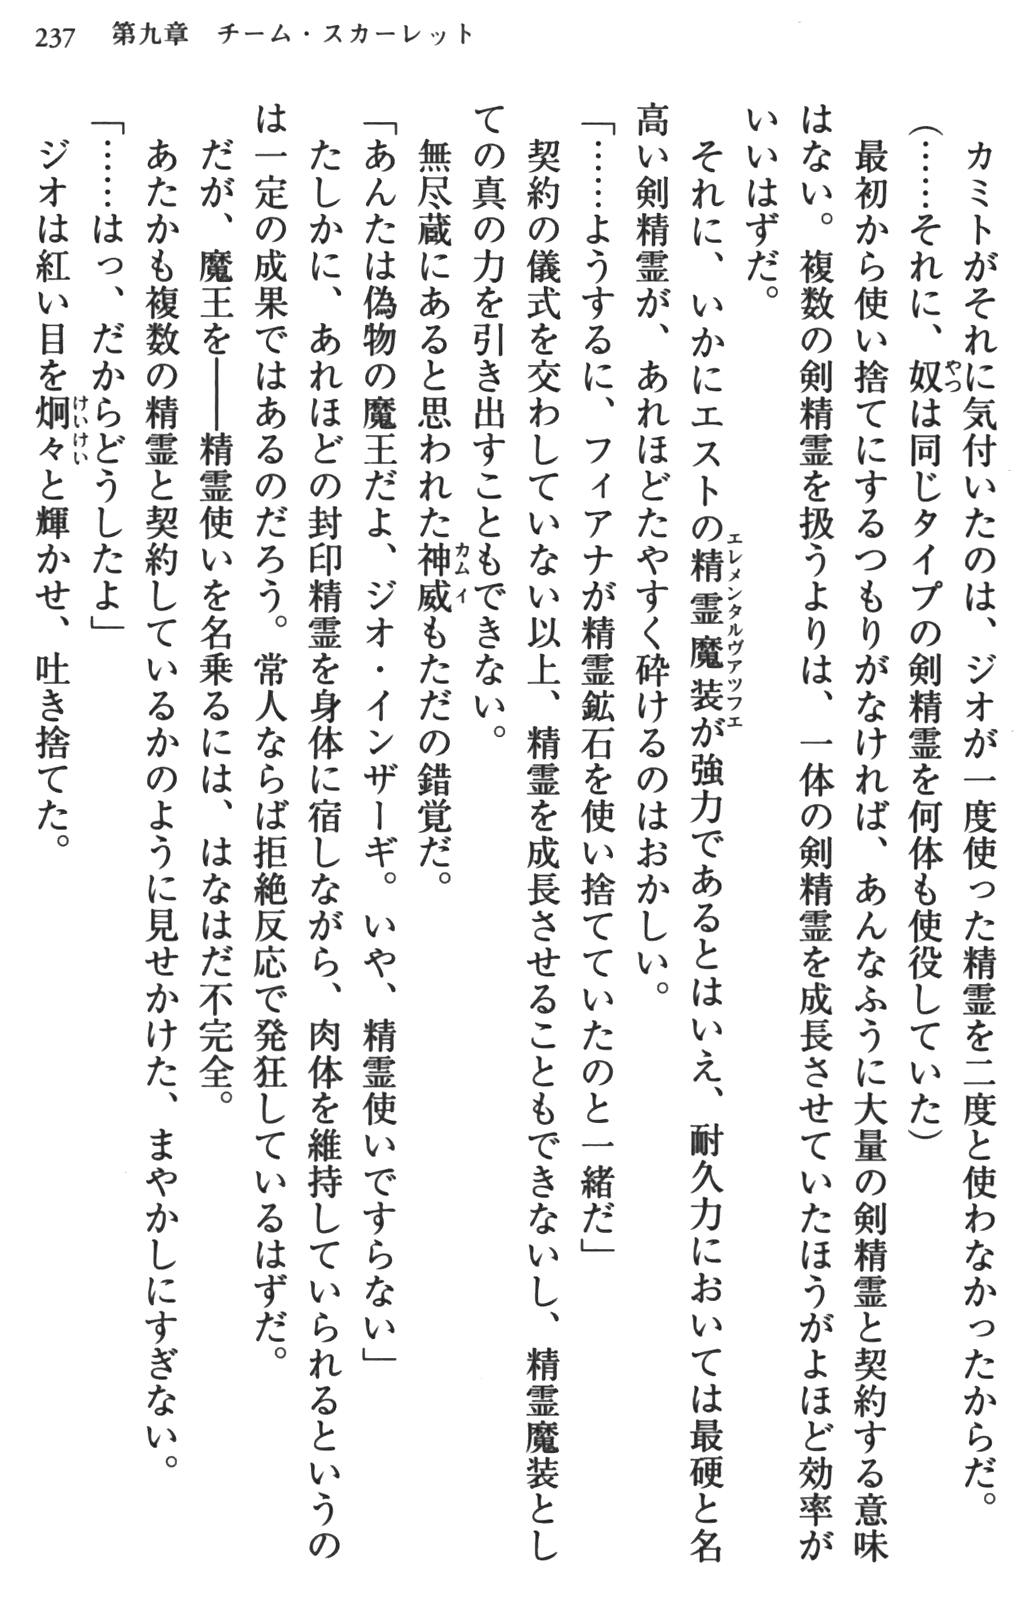 237 第九章 チーム・スカーレット
カミトがそれに気付いたのは、ジオが一度使った精霊を二度と使わなかったからだ。
(……それに、奴は同じタイプの剣精霊を何体も使役していた)
最初から使い捨てにするつもりがなければ、あんなふうに大量の剣精霊と契約する意味
はない。複数の剣精霊を扱うよりは、一体の剣精霊を成長させていたほうがよほど効率が
いいはずだ。
それに、いかにエストの精霊魔装が強力であるとはいえ、耐久力においては最硬と名
高い剣精霊が、あれほどたやすく砕けるのはおかしい。
「……ようするに、フィアナが精霊鉱石を使い捨てていたのと一緒だ」
契約の儀式を交わしていない以上、精霊を成長させることもできないし、精霊魔装とし
ての真の力を引き出すこともできない。
無尽蔵にあると思われた神威もただの錯覚だ。
「あんたは偽物の魔王だよ、ジオ・インザーギ。いや、精霊使いですらない」
たしかに、あれほどの封印精霊を身体に宿しながら、肉体を維持していられるというの
は一定の成果ではあるのだろう。常人ならば拒絶反応で発狂しているはずだ。
だが、魔王を――精霊使いを名乗るには、はなはだ不完全。
あたかも複数の精霊と契約しているかのように見せかけた、まやかしにすぎない。
「……はっ、だからどうしたよ」
ジオは紅い目を炯々と輝かせ、吐き捨てた。
やつ
エレメンタルヴァッフェ
カムイ
けいけい